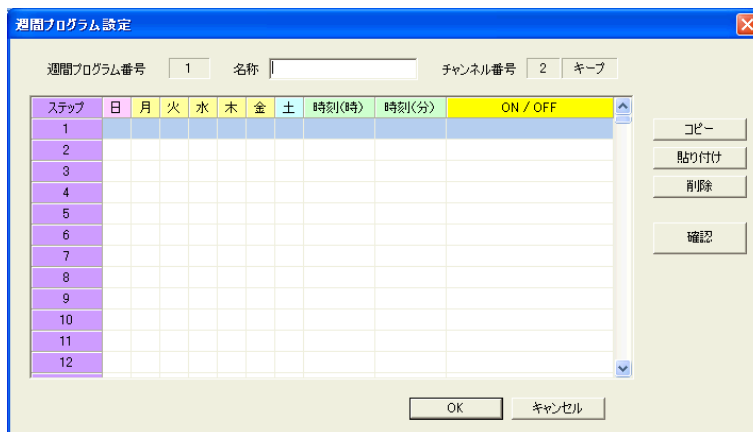 週間プログラム設定
週間プログラム番号 1 名称 チャンネル番号 2 キープ
ステップ 日 月 火 水 木 金 土 時刻(時) 時刻(分) ON / OFF
1
2
3
4
5
6
7
8
9
10
11
12
コピー
貼り付け
削除
確認
OK キャンセル